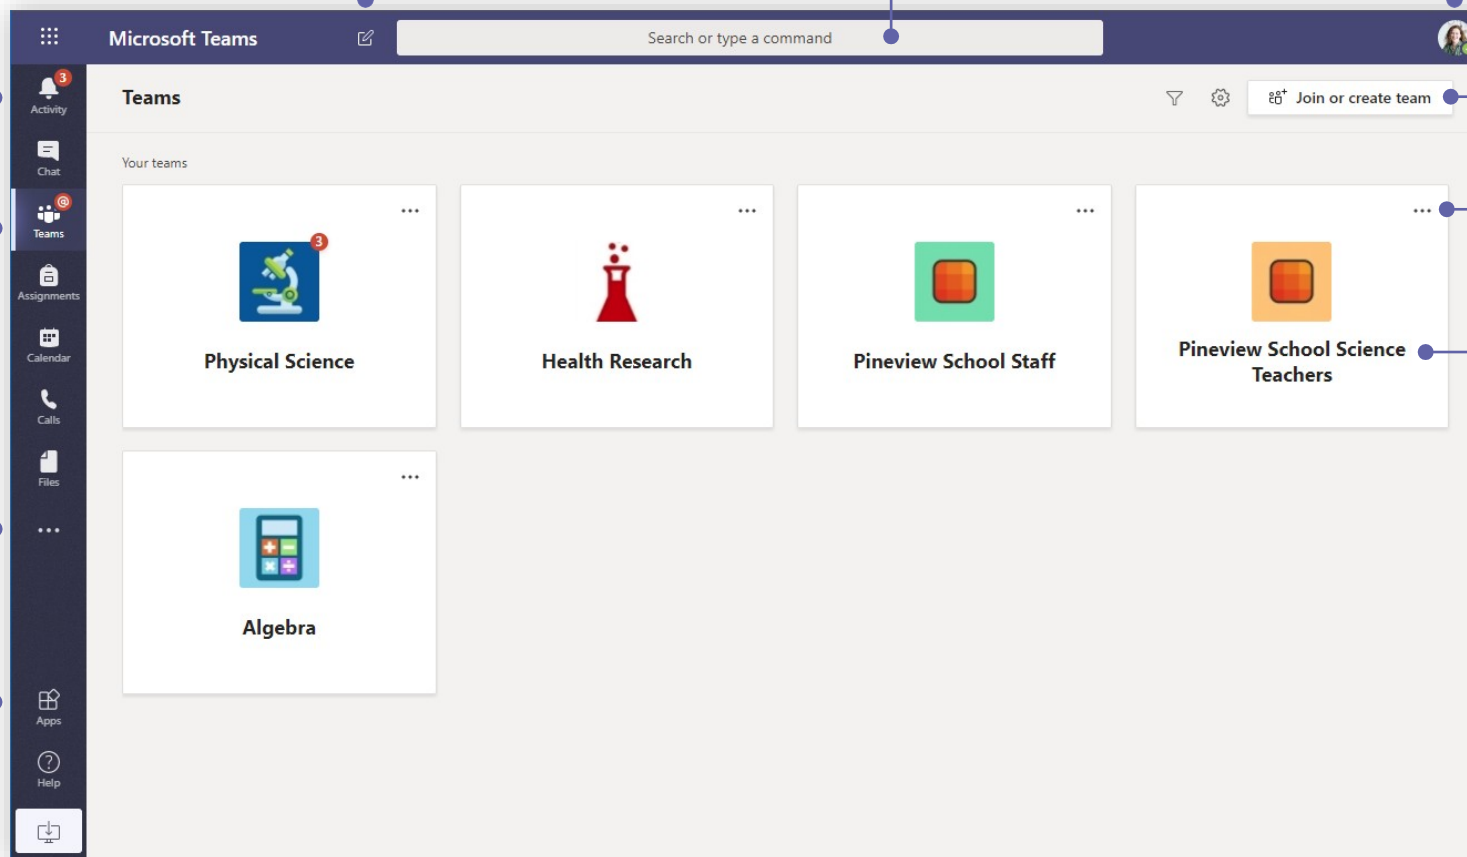 Microsoft Teams
Search or type a command
3
Activity
Teams
Join or create team
Chat
Your teams
@
Teams
3
Assignments
Calendar
Physical Science
Health Research
Pineview School Staff
Pineview School Science
Teachers
Calls
Files
Algebra
Apps
Help